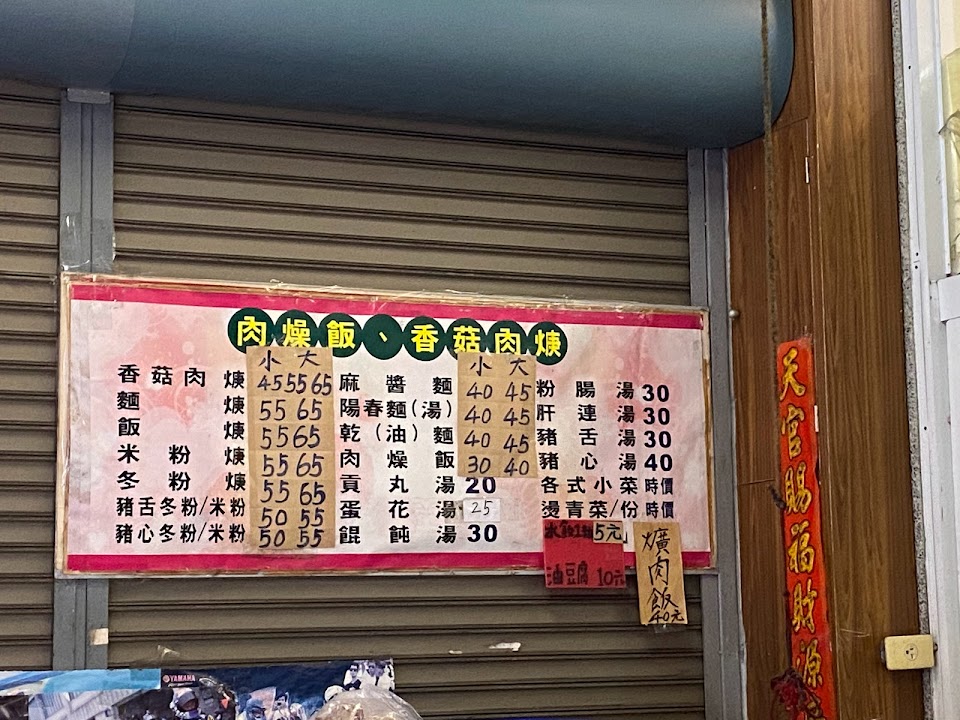 肉燥飯、香菇肉焿
小 大
香菇肉焿 45 55 65
麵焿 55 65
飯焿 55 65
米粉焿 55 65
冬粉焿 55 65
豬舌冬粉/米粉 50 55
豬心冬粉/米粉 50 55
小 大
麻醬麵 40 45
陽春麵(湯) 40 45
乾(油)麵 40 45
肉燥飯 30 40
貢丸湯 20
蛋花湯 25
餛飩湯 30
粉腸湯 30
肝連湯 30
豬舌湯 30
豬心湯 40
各式小菜 時價
燙青菜/份 時價
5元
油豆腐 10元
爌肉飯
40元
天官賜福財源
YAMAHA